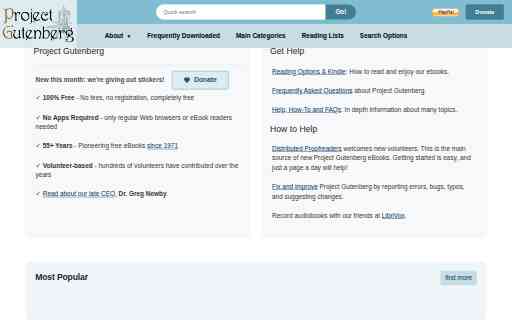 Project
Gutenberg
Quick search
Go!
PayPal
Donate
About ▼
Frequently Downloaded
Main Categories
Reading Lists
Search Options
Project Gutenberg
New this month: we're giving out stickers!
Donate
✓ 100% Free - No fees, no registration, completely free
✓ No Apps Required - only regular Web browsers or eBook readers
needed
✓ 55+ Years - Pioneering free eBooks since 1971
✓ Volunteer-based - hundreds of volunteers have contributed over the
years
✓ Read about our late CEO, Dr. Greg Newby.
Get Help
Reading Options & Kindle: How to read and enjoy our ebooks.
Frequently Asked Questions about Project Gutenberg.
Help, How-To and FAQs. In depth information about many topics.
How to Help
Distributed Proofreaders welcomes new volunteers: This is the main
source of new Project Gutenberg eBooks. Getting started is easy, and
just a page a day will help!
Fix and improve Project Gutenberg by reporting errors, bugs, typos,
and suggesting changes.
Record audiobooks with our friends at LibriVox.
Most Popular
find more